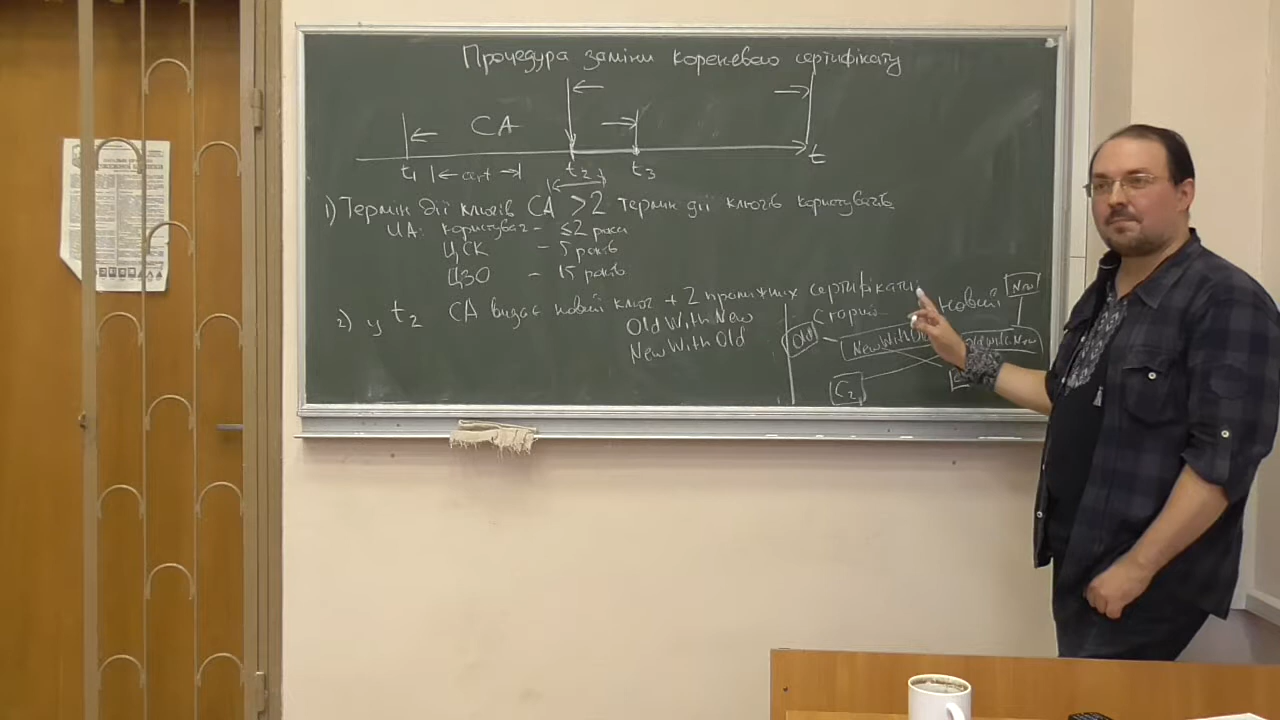 Процедура заміни кореневого сертифікату
CA
t₁ cert t₂ t₃ t
1) Термін дії ключів CA > 2 термін дії ключів користувачів
UA: користувач - ≤ 2 роки
ЦСК - 5 років
ЦЗО - 15 років
2) у t₂ CA видає новий ключ + 2 проміжних сертифікати
OldWithNew
NewWithOld
Старий Новий New
Old NewWithOld OldWithNew
C₂